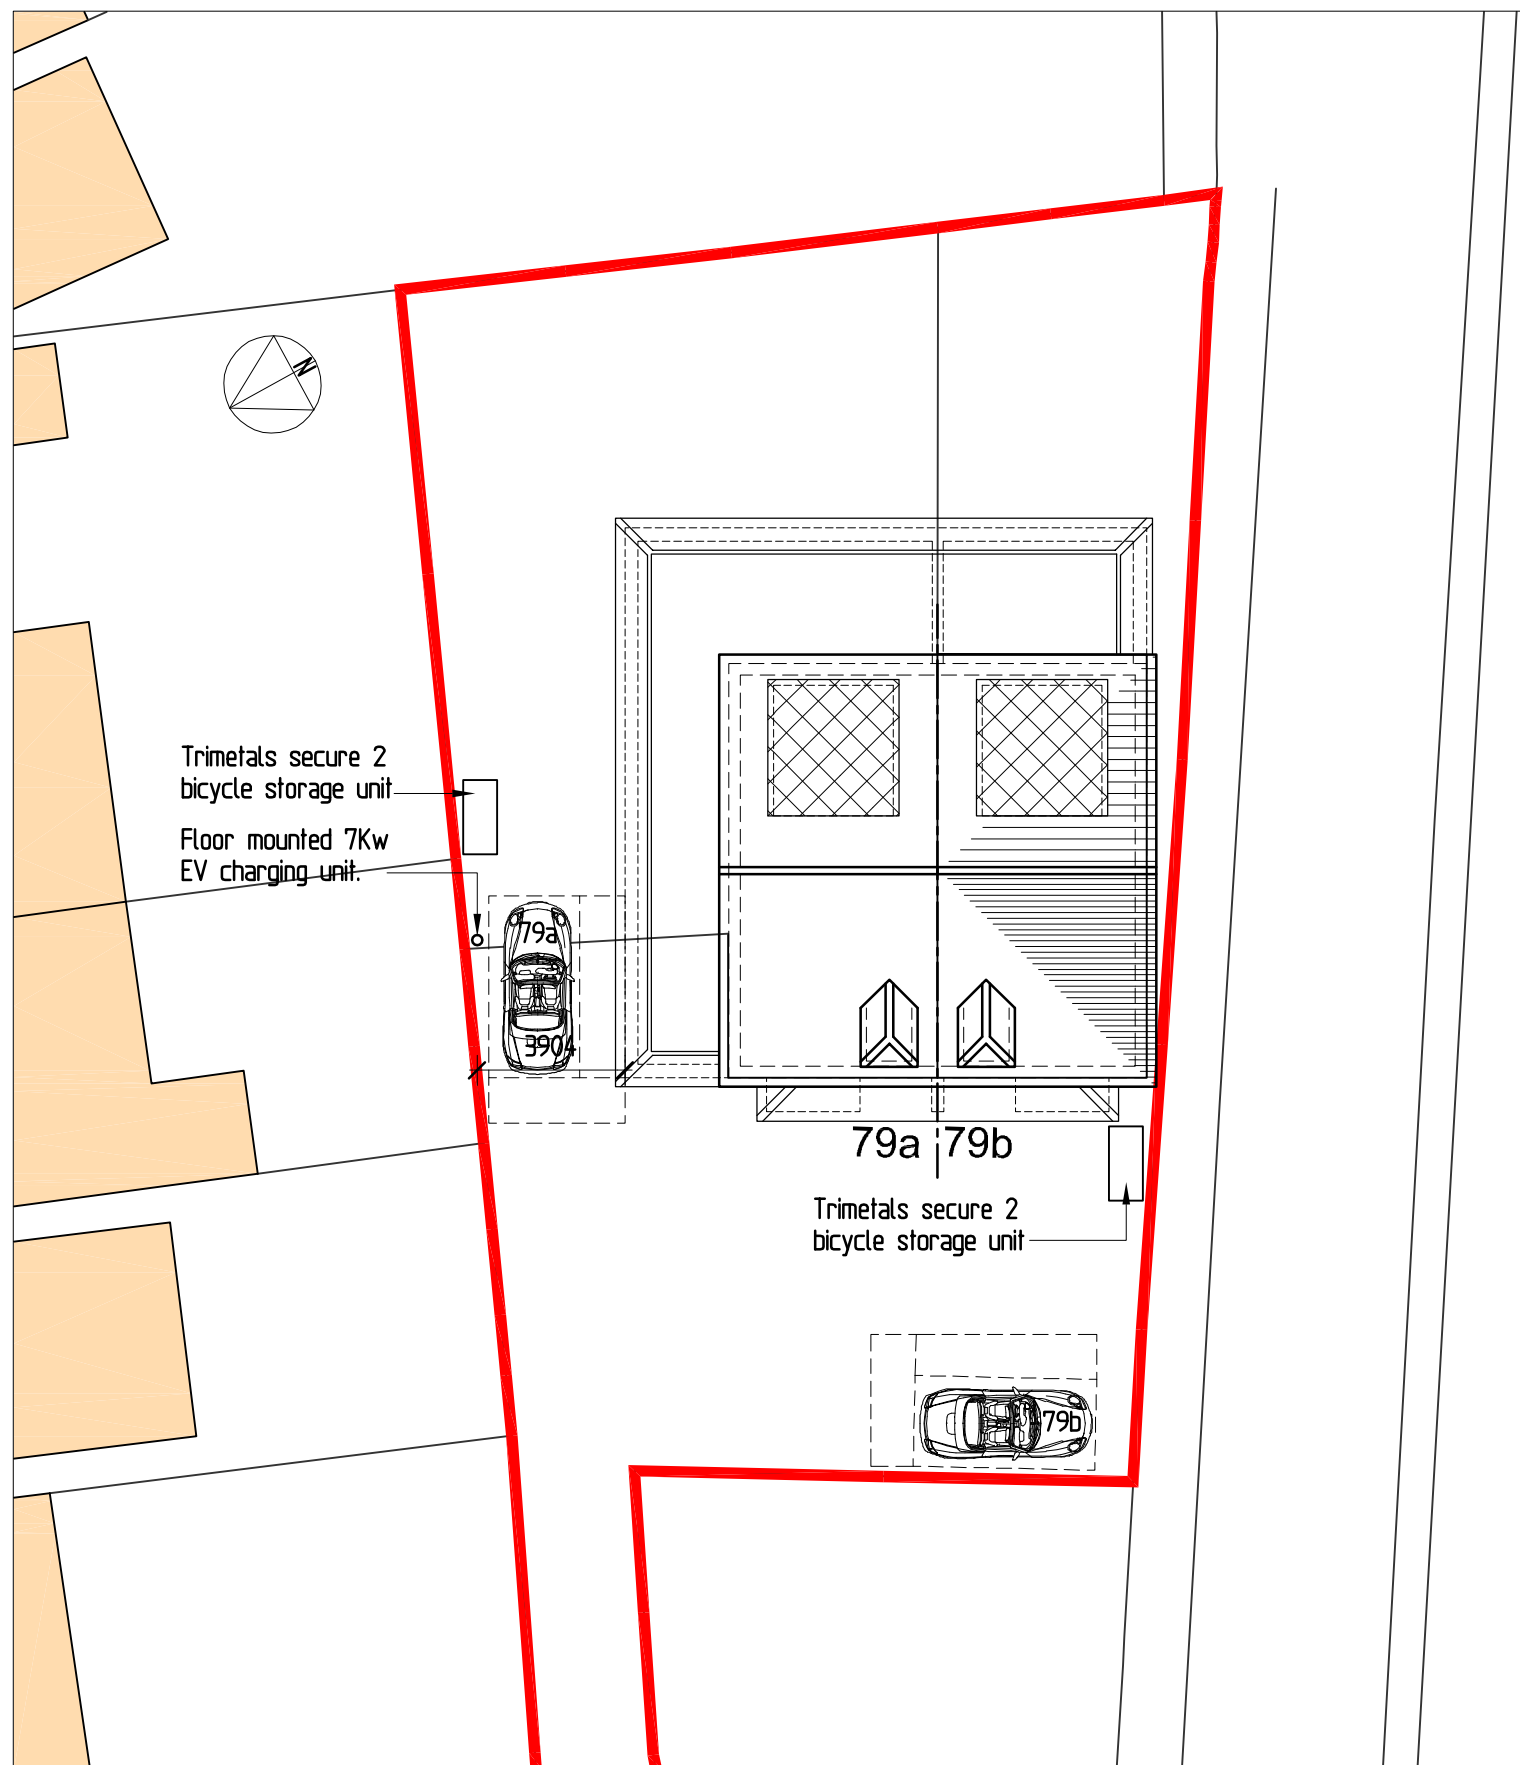 N
Trimetals secure 2
bicycle storage unit
Floor mounted 7Kw
EV charging unit.
79a
3904
79a
79b
Trimetals secure 2
bicycle storage unit
79b